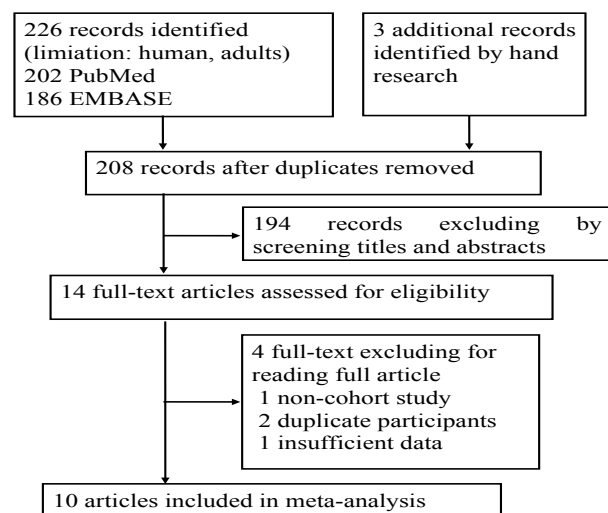 226 records identified
(limiation: human, adults)
202 PubMed
186 EMBASE
3 additional records
identified by hand
research
208 records after duplicates removed
194 records excluding by
screening titles and abstracts
14 full-text articles assessed for eligibility
4 full-text excluding for
reading full article
1 non-cohort study
2 duplicate participants
1 insufficient data
10 articles included in meta-analysis